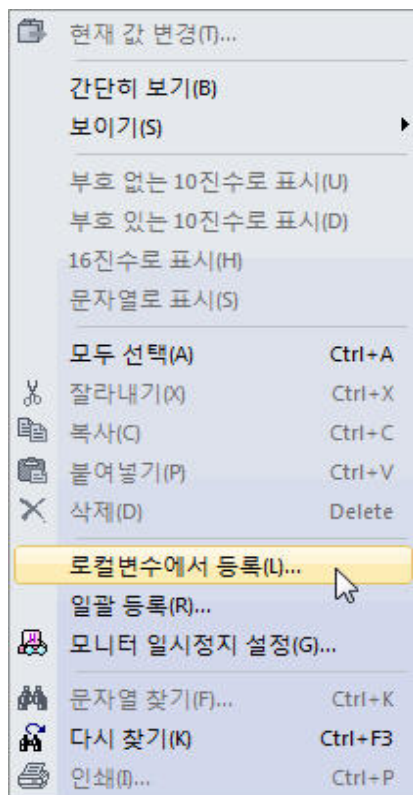 현재 값 변경(T)...
간단히 보기(B)
보이기(S)
부호 없는 10진수로 표시(U)
부호 있는 10진수로 표시(D)
16진수로 표시(H)
문자열로 표시(S)
모두 선택(A) Ctrl+A
잘라내기(X) Ctrl+X
복사(C) Ctrl+C
붙여넣기(P) Ctrl+V
삭제(D) Delete
로컬변수에서 등록(L)...
일괄 등록(R)...
모니터 일시정지 설정(G)...
문자열 찾기(F)... Ctrl+K
다시 찾기(K) Ctrl+F3
인쇄(I)... Ctrl+P